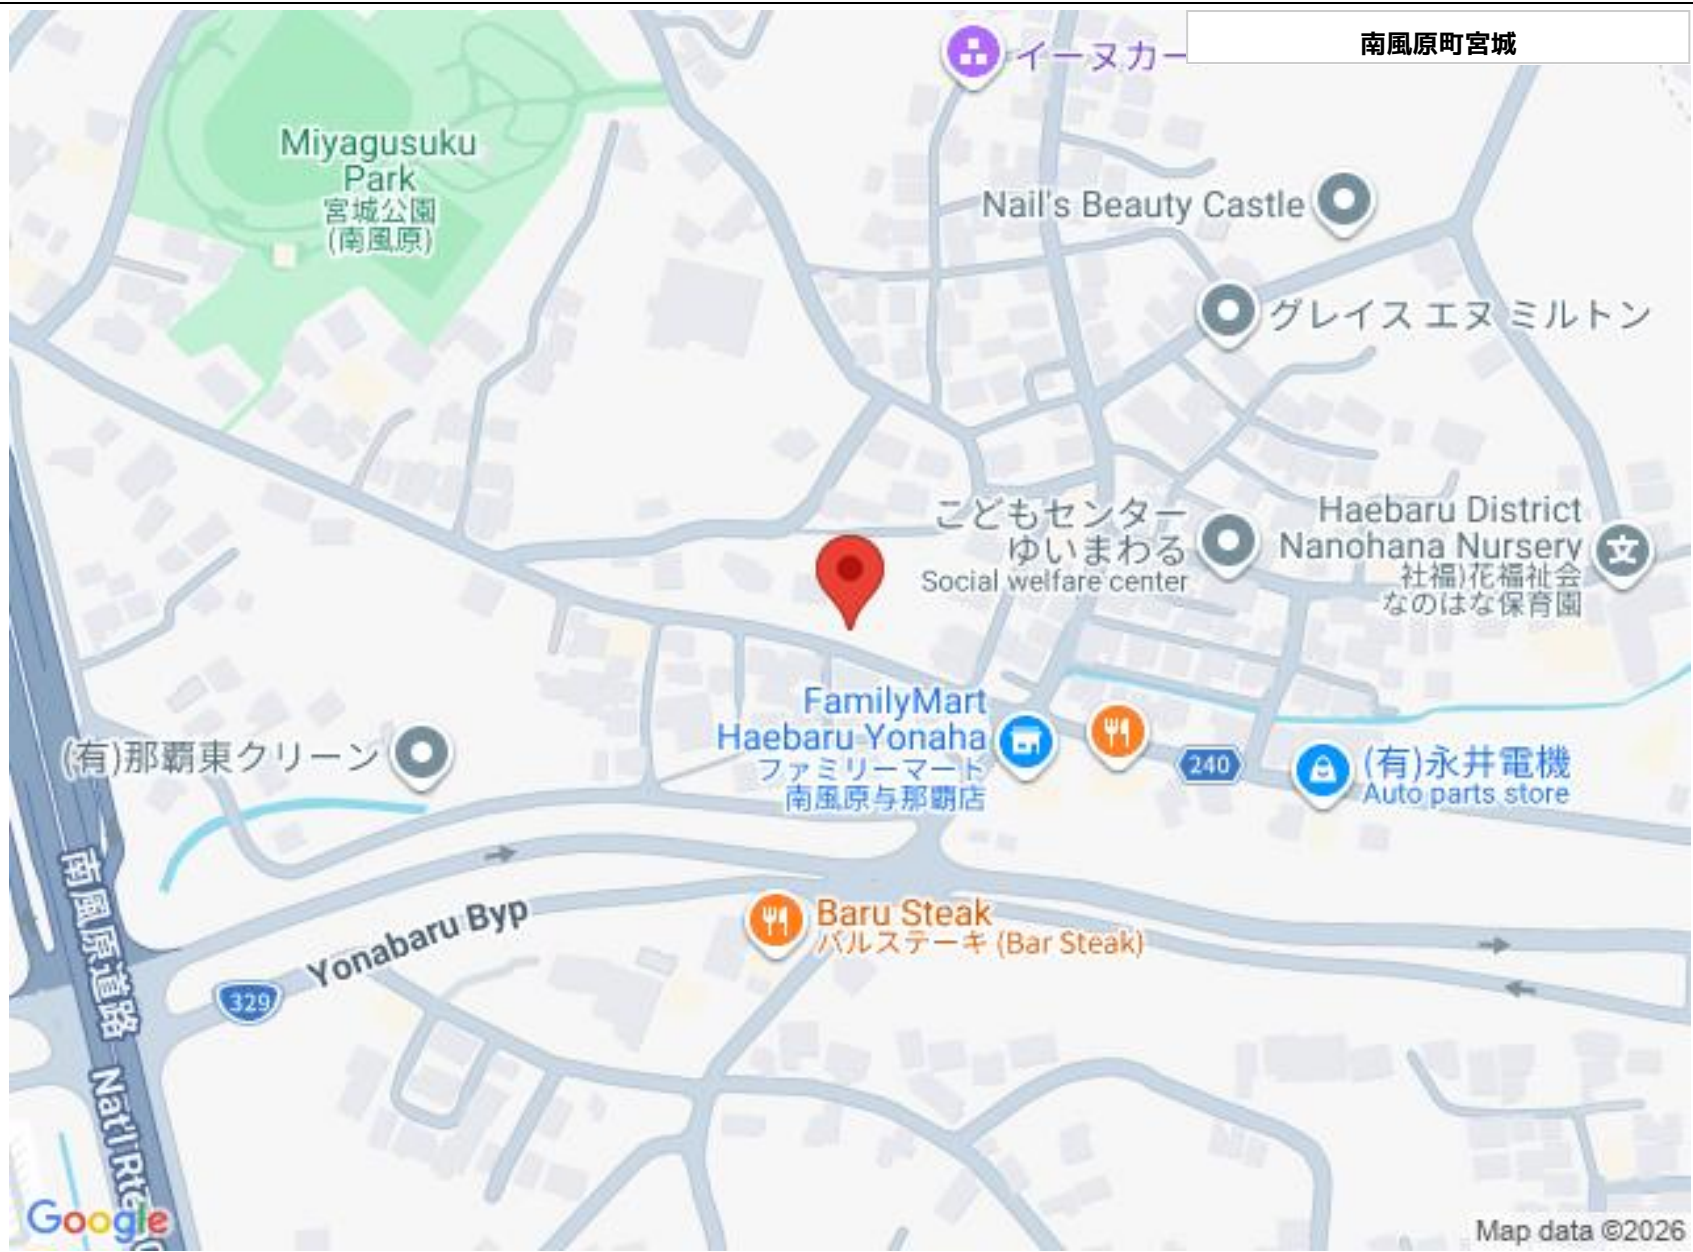 南風原町宮城
イーヌカー
Miyagusuku
Park
宮城公園
(南風原)
Nail's Beauty Castle
グレイス エヌ ミルトン
こどもセンター
ゆいまわる
Social welfare center
Haebaru District
Nanohana Nursery
社福)花福祉会
なのはな保育園
FamilyMart
Haebaru Yonaha
ファミリーマート
南風原与那覇店
240
(有)永井電機
Auto parts store
(有)那覇東クリーン
南風原道路
Nat'l Rte
Yonabaru Byp
329
Baru Steak
バルステーキ (Bar Steak)
Google
Map data ©2026